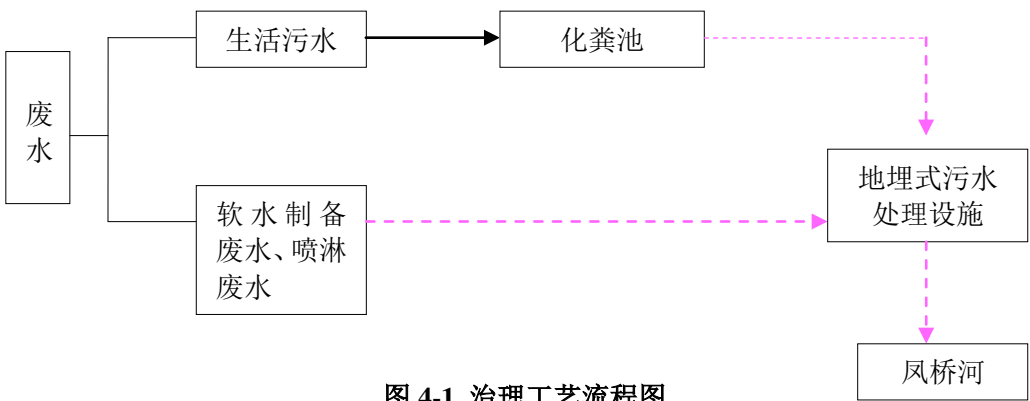 生活污水
化粪池
废
水
地埋式污水
处理设施
软水制备
废水、喷淋
废水
凤桥河
图 4-1 治理工艺流程图